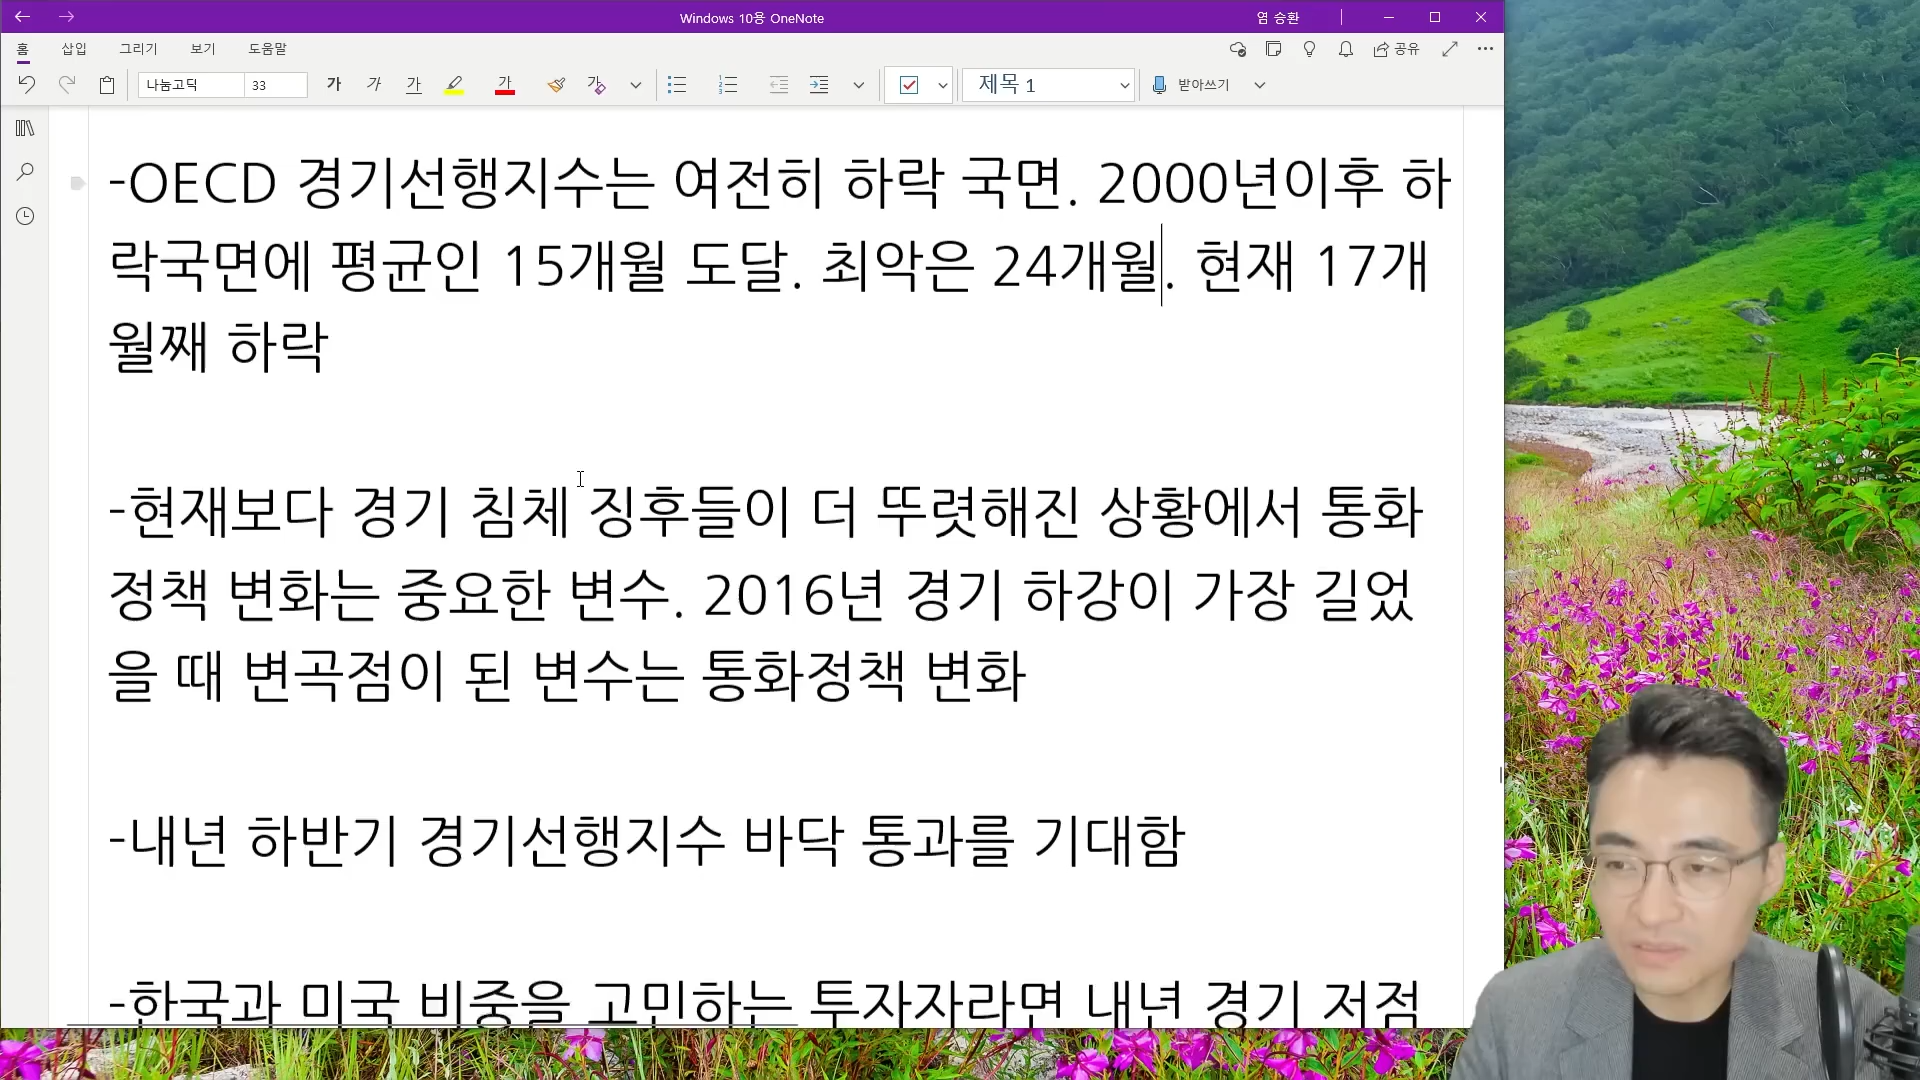 Windows 10용 OneNote
염 승환
홈 삽입 그리기 보기 도움말
공유
나눔고딕 33 가 가 가 가 제목 1 받아쓰기
-OECD 경기선행지수는 여전히 하락 국면. 2000년이후 하
락국면에 평균인 15개월 도달. 최악은 24개월. 현재 17개
월째 하락
-현재보다 경기 침체 징후들이 더 뚜렷해진 상황에서 통화
정책 변화는 중요한 변수. 2016년 경기 하강이 가장 길었
을 때 변곡점이 된 변수는 통화정책 변화
-내년 하반기 경기선행지수 바닥 통과를 기대함
-한국과 미국 비중을 고민하는 투자자라면 내년 경기 저점